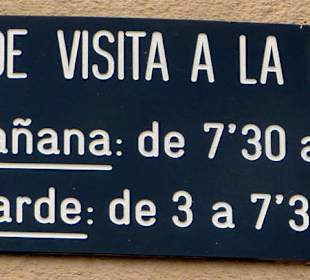 DE VISITA A LA
añana: de 7'30 a
arde: de 3 a 7'3